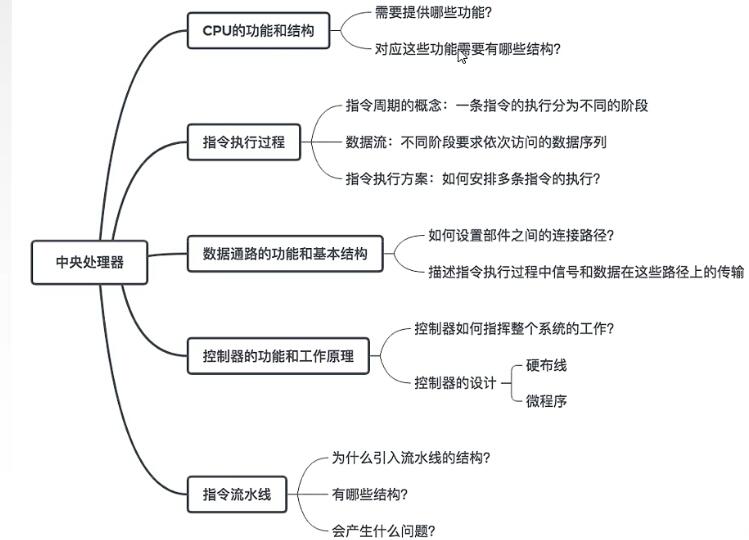 需要提供哪些功能？
CPU的功能和结构
对应这些功能需要有哪些结构？
指令周期的概念：一条指令的执行分为不同的阶段
指令执行过程
数据流：不同阶段要求依次访问的数据序列
指令执行方案：如何安排多条指令的执行？
如何设置部件之间的连接路径？
中央处理器
数据通路的功能和基本结构
描述指令执行过程中信号和数据在这些路径上的传输
控制器如何指挥整个系统的工作？
控制器的功能和工作原理
硬布线
控制器的设计
微程序
为什么引入流水线的结构？
指令流水线
有哪些结构？
会产生什么问题？